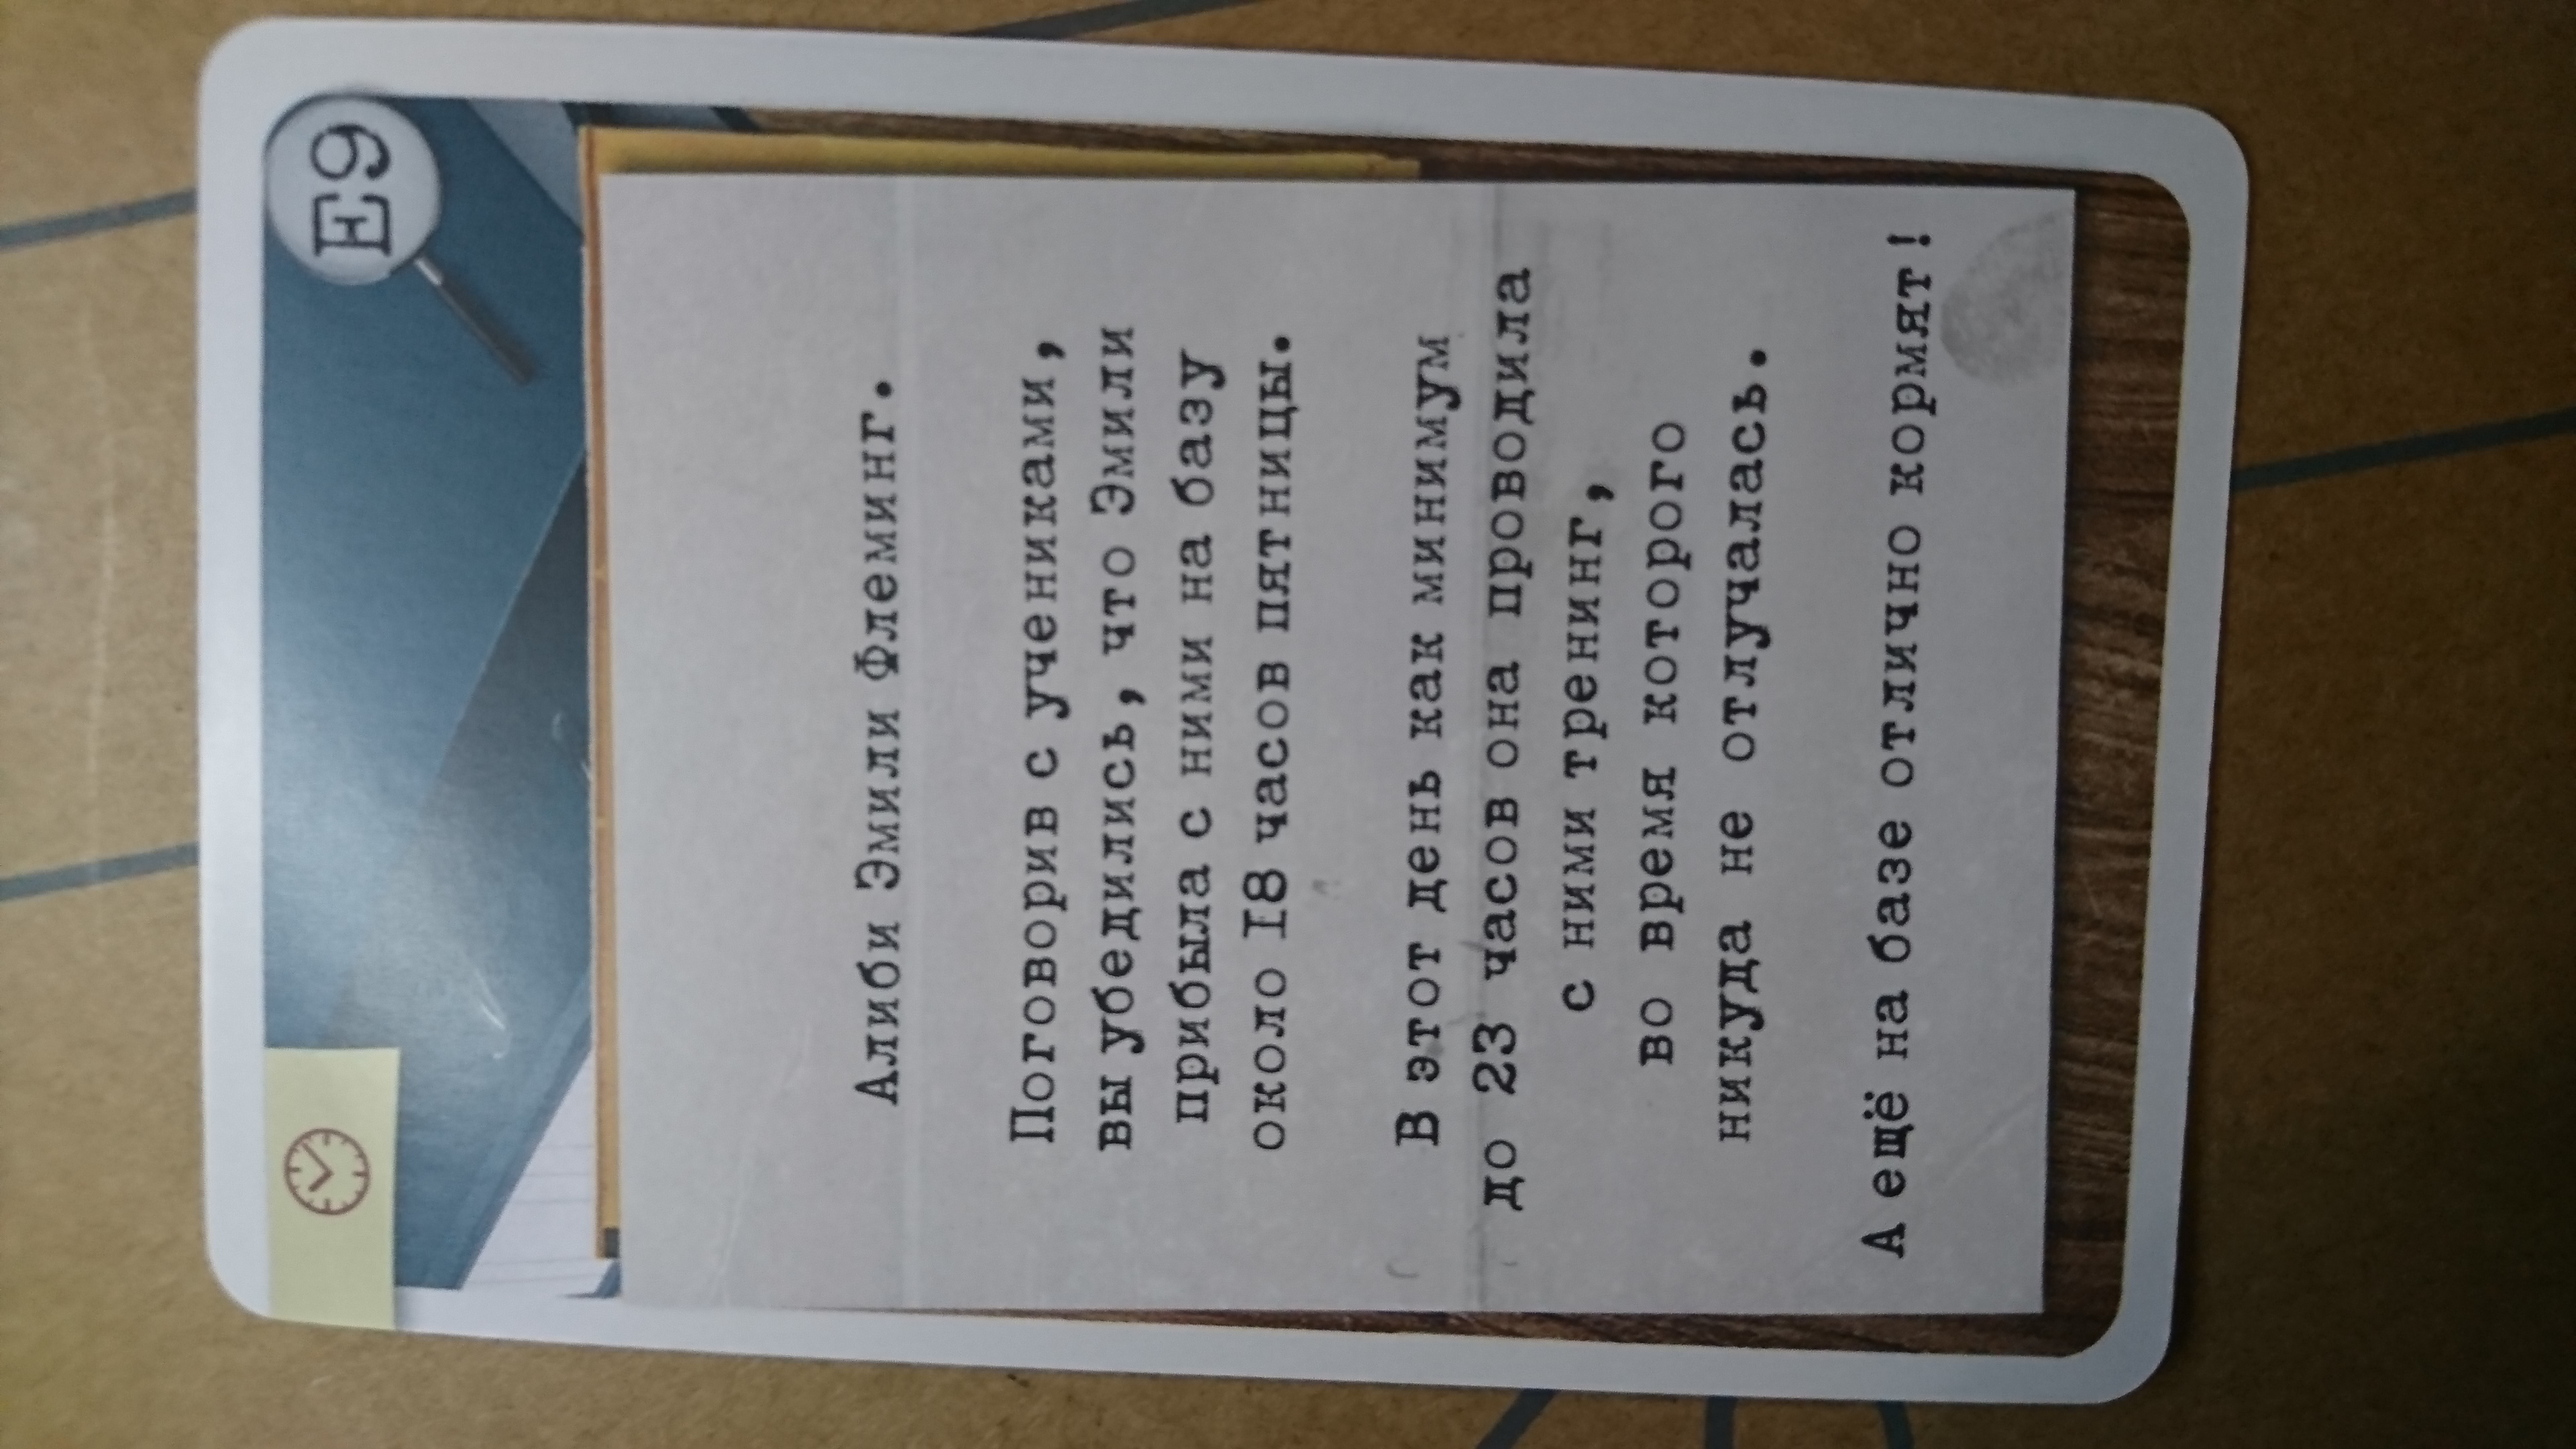 E9
Алиби Эмили Флеминг.
Поговорив с учениками,
вы убедились, что Эмили
прибыла с ними на базу
около I8 часов пятницы.
В этот день как минимум
до 23 часов она проводила
с ними тренинг,
во время которого
никуда не отлучалась.
А ещё на базе отлично кормят!